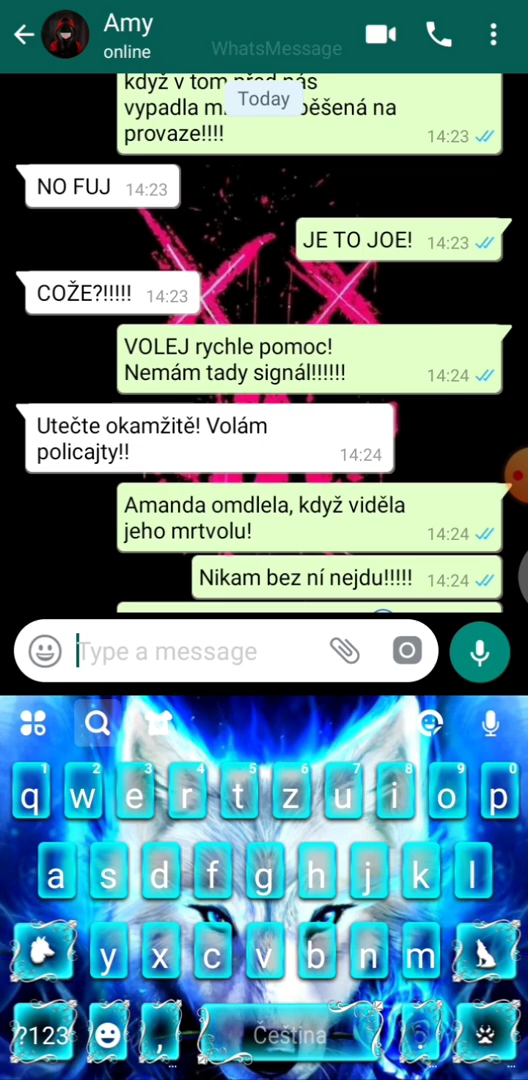 Amy
online
WhatsMessage
když v tom před nás
Today
vypadla
provaze!!!!
14:23
NO FUJ 14:23
JE TO JOE! 14:23
COŽE?!!!!! 14:23
VOLEJ rychle pomoc!
Nemám tady signál!!!!!! 14:24
Utečte okamžitě! Volám
policajty!! 14:24
Amanda omdlela, když viděla
jeho mrtvolu! 14:24
Nikam bez ní nejdu!!!!! 14:24
Type a message
1 2 3 4 5 6 7 8 9 0
q w e r t z u i o p
a s d f g h j k l
y x c v b n m
?123 , Čeština .